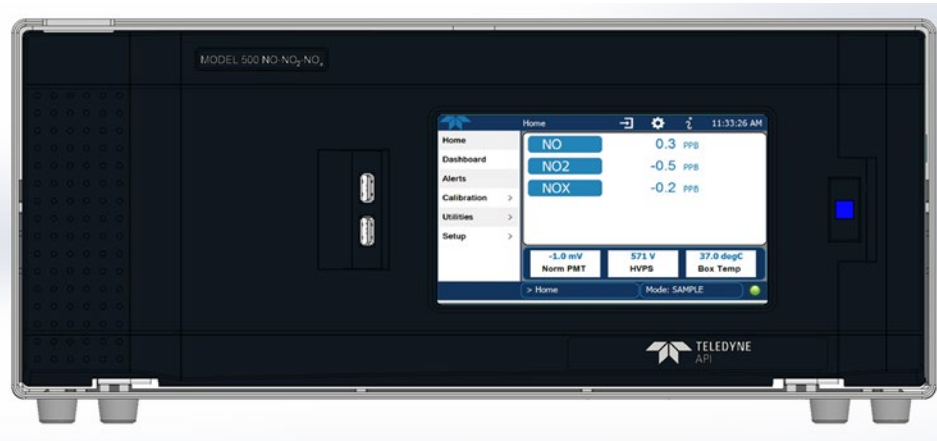 MODEL 500 NO-NO₂-NOₓ
Home 11:33:26 AM
Home
Dashboard
Alerts
Calibration >
Utilities >
Setup >
NO 0.3 PPB
NO2 -0.5 PPB
NOX -0.2 PPB
-1.0 mV 571 V 37.0 degC
Norm PMT HVPS Box Temp
> Home Mode: SAMPLE
TELEDYNE
API